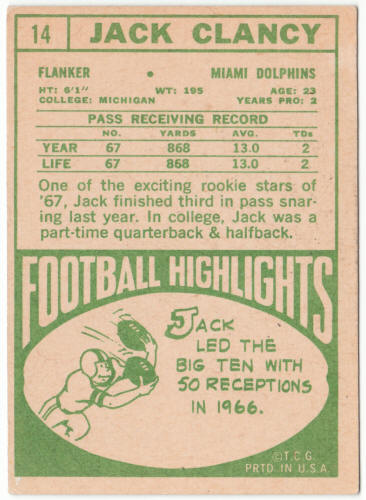 14 JACK CLANCY
FLANKER • MIAMI DOLPHINS
HT: 6'1" WT: 195 AGE: 23
COLLEGE: MICHIGAN YEARS PRO: 2
PASS RECEIVING RECORD
NO. YARDS AVG. TDs
YEAR 67 868 13.0 2
LIFE 67 868 13.0 2
One of the exciting rookie stars of
'67, Jack finished third in pass snar-
ing last year. In college, Jack was a
part-time quarterback & halfback.
FOOTBALL HIGHLIGHTS
JACK
LED THE
BIG TEN WITH
50 RECEPTIONS
IN 1966.
©T.C.G.
PRTD. IN U.S.A.